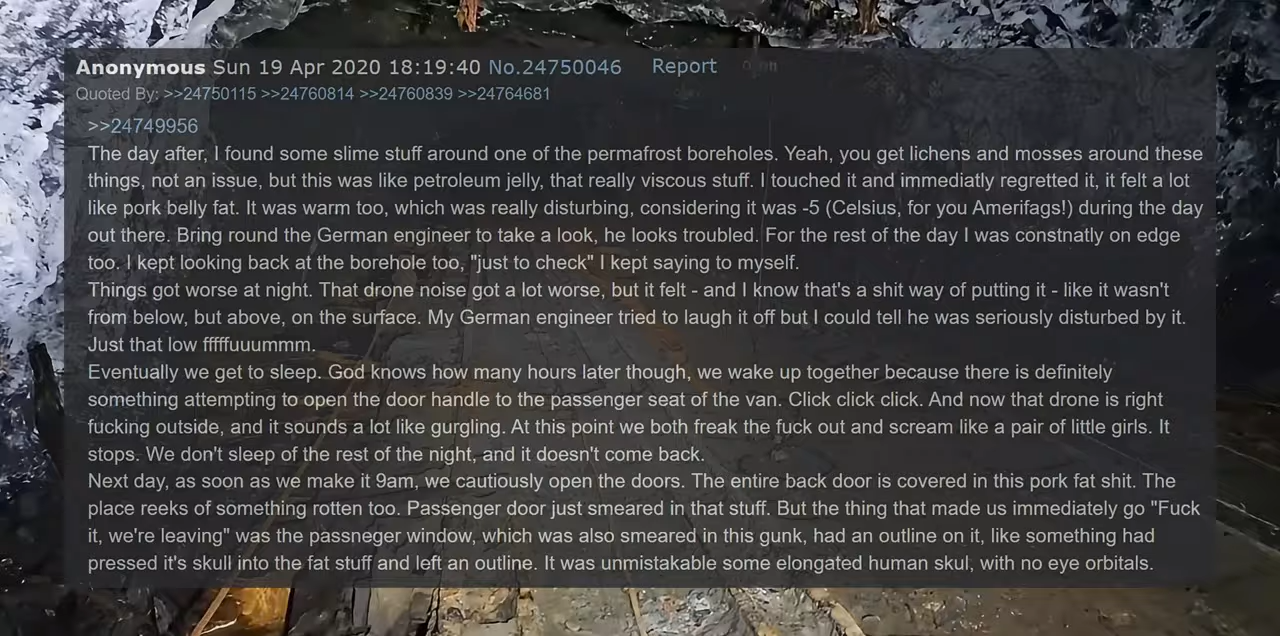 Anonymous Sun 19 Apr 2020 18:19:40 No.24750046 Report
Quoted By: >>24750115 >>24760814 >>24760839 >>24764681
>>24749956
The day after, I found some slime stuff around one of the permafrost boreholes. Yeah, you get lichens and mosses around these
things, not an issue, but this was like petroleum jelly, that really viscous stuff. I touched it and immediatly regretted it, it felt a lot
like pork belly fat. It was warm too, which was really disturbing, considering it was -5 (Celsius, for you Amerifags!) during the day
out there. Bring round the German engineer to take a look, he looks troubled. For the rest of the day I was constnatly on edge
too. I kept looking back at the borehole too, "just to check" I kept saying to myself.
Things got worse at night. That drone noise got a lot worse, but it felt - and I know that's a shit way of putting it - like it wasn't
from below, but above, on the surface. My German engineer tried to laugh it off but I could tell he was seriously disturbed by it.
Just that low fffffuuummm.
Eventually we get to sleep. God knows how many hours later though, we wake up together because there is definitely
something attempting to open the door handle to the passenger seat of the van. Click click click. And now that drone is right
fucking outside, and it sounds a lot like gurgling. At this point we both freak the fuck out and scream like a pair of little girls. It
stops. We don't sleep of the rest of the night, and it doesn't come back.
Next day, as soon as we make it 9am, we cautiously open the doors. The entire back door is covered in this pork fat shit. The
place reeks of something rotten too. Passenger door just smeared in that stuff. But the thing that made us immediately go "Fuck
it, we're leaving" was the passneger window, which was also smeared in this gunk, had an outline on it, like something had
pressed it's skull into the fat stuff and left an outline. It was unmistakable some elongated human skul, with no eye orbitals.